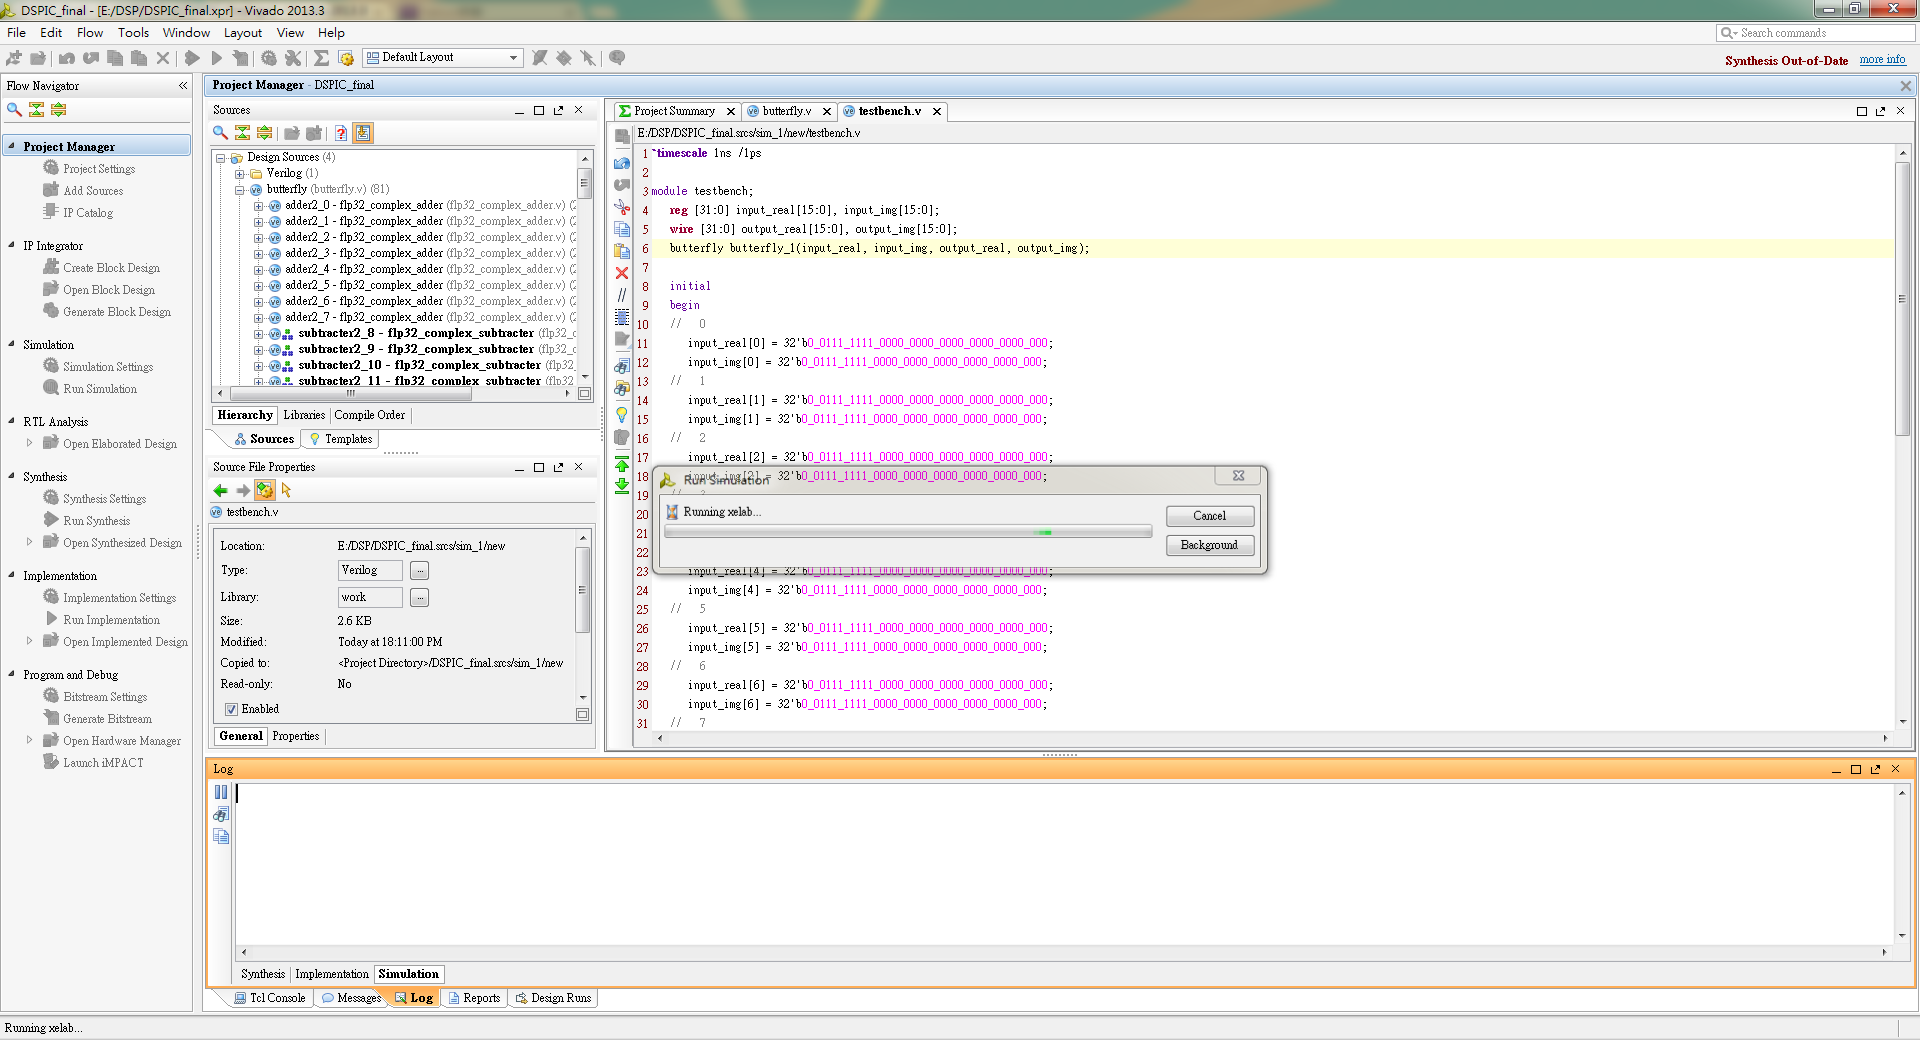 DSPIC_final - [E:/DSP/DSPIC_final.xpr] - Vivado 2013.3
File Edit Flow Tools Window Layout View Help
Search commands
Default Layout
Synthesis Out-of-Date more info
Flow Navigator
Project Manager
Project Settings
Add Sources
IP Catalog
IP Integrator
Create Block Design
Open Block Design
Generate Block Design
Simulation
Simulation Settings
Run Simulation
RTL Analysis
Open Elaborated Design
Synthesis
Synthesis Settings
Run Synthesis
Open Synthesized Design
Implementation
Implementation Settings
Run Implementation
Open Implemented Design
Program and Debug
Bitstream Settings
Generate Bitstream
Open Hardware Manager
Launch iMPACT
Project Manager - DSPIC_final
Sources
Design Sources (4)
Verilog (1)
butterfly (butterfly.v) (81)
adder2_0 - flp32_complex_adder (flp32_complex_adder.v) (2
adder2_1 - flp32_complex_adder (flp32_complex_adder.v) (2
adder2_2 - flp32_complex_adder (flp32_complex_adder.v) (2
adder2_3 - flp32_complex_adder (flp32_complex_adder.v) (2
adder2_4 - flp32_complex_adder (flp32_complex_adder.v) (2
adder2_5 - flp32_complex_adder (flp32_complex_adder.v) (2
adder2_6 - flp32_complex_adder (flp32_complex_adder.v) (2
adder2_7 - flp32_complex_adder (flp32_complex_adder.v) (2
subtracter2_8 - flp32_complex_subtracter (flp32_c
subtracter2_9 - flp32_complex_subtracter (flp32_c
subtracter2_10 - flp32_complex_subtracter (flp32_
subtracter2_11 - flp32_complex_subtracter (flp32_
Hierarchy Libraries Compile Order
Sources Templates
Source File Properties
testbench.v
Location: E:/DSP/DSPIC_final.srcs/sim_1/new
Type: Verilog
Library: work
Size: 2.6 KB
Modified: Today at 18:11:00 PM
Copied to: <Project Directory>/DSPIC_final.srcs/sim_1/new
Read-only: No
Enabled
General Properties
Project Summary butterfly.v testbench.v
E:/DSP/DSPIC_final.srcs/sim_1/new/testbench.v
1 `timescale 1ns /1ps
2
3 module testbench;
4 reg [31:0] input_real[15:0], input_img[15:0];
5 wire [31:0] output_real[15:0], output_img[15:0];
6 butterfly butterfly_1(input_real, input_img, output_real, output_img);
7
8 initial
9 begin
10 // 0
11 input_real[0] = 32'b0_0111_1111_0000_0000_0000_0000_0000_000;
12 input_img[0] = 32'b0_0111_1111_0000_0000_0000_0000_0000_000;
13 // 1
14 input_real[1] = 32'b0_0111_1111_0000_0000_0000_0000_0000_000;
15 input_img[1] = 32'b0_0111_1111_0000_0000_0000_0000_0000_000;
16 // 2
17 input_real[2] = 32'b0_0111_1111_0000_0000_0000_0000_0000_000;
18 input_img[2] = 32'b0_0111_1111_0000_0000_0000_0000_0000_000;
19 // 3
20
21
22
23 input_real[4] = 32'b0_0111_1111_0000_0000_0000_0000_0000_000;
24 input_img[4] = 32'b0_0111_1111_0000_0000_0000_0000_0000_000;
25 // 5
26 input_real[5] = 32'b0_0111_1111_0000_0000_0000_0000_0000_000;
27 input_img[5] = 32'b0_0111_1111_0000_0000_0000_0000_0000_000;
28 // 6
29 input_real[6] = 32'b0_0111_1111_0000_0000_0000_0000_0000_000;
30 input_img[6] = 32'b0_0111_1111_0000_0000_0000_0000_0000_000;
31 // 7
Run Simulation
Running xelab...
Cancel
Background
Log
Synthesis Implementation Simulation
Tcl Console Messages Log Reports Design Runs
Running xelab...